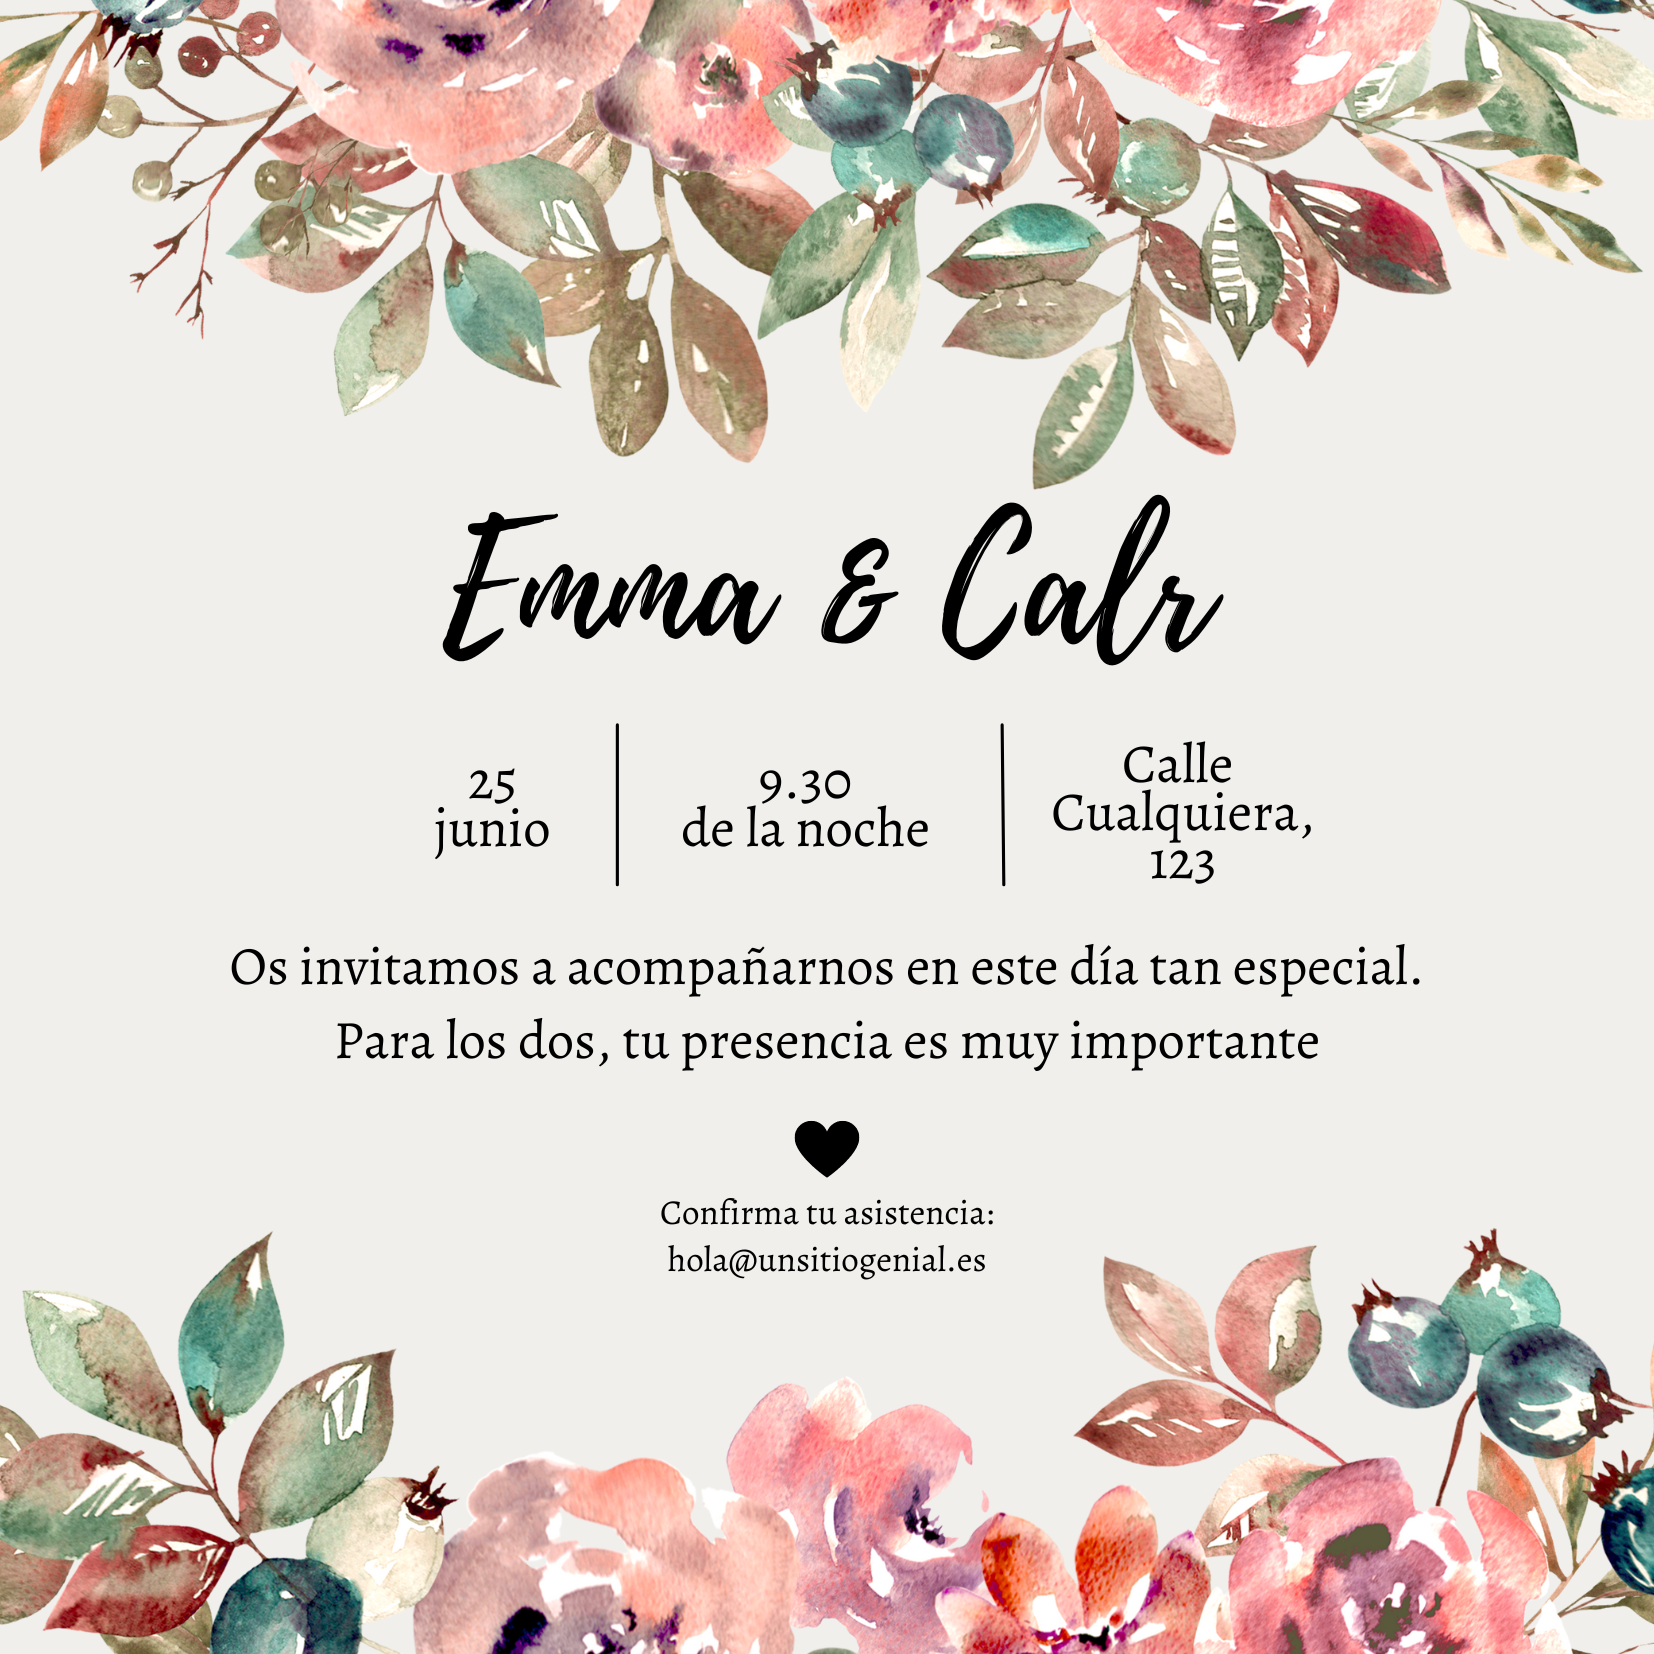 Emma & Calr
25
junio
9.30
de la noche
Calle
Cualquiera,
123
Os invitamos a acompañarnos en este día tan especial.
Para los dos, tu presencia es muy importante
Confirma tu asistencia:
hola@unsitiogenial.es